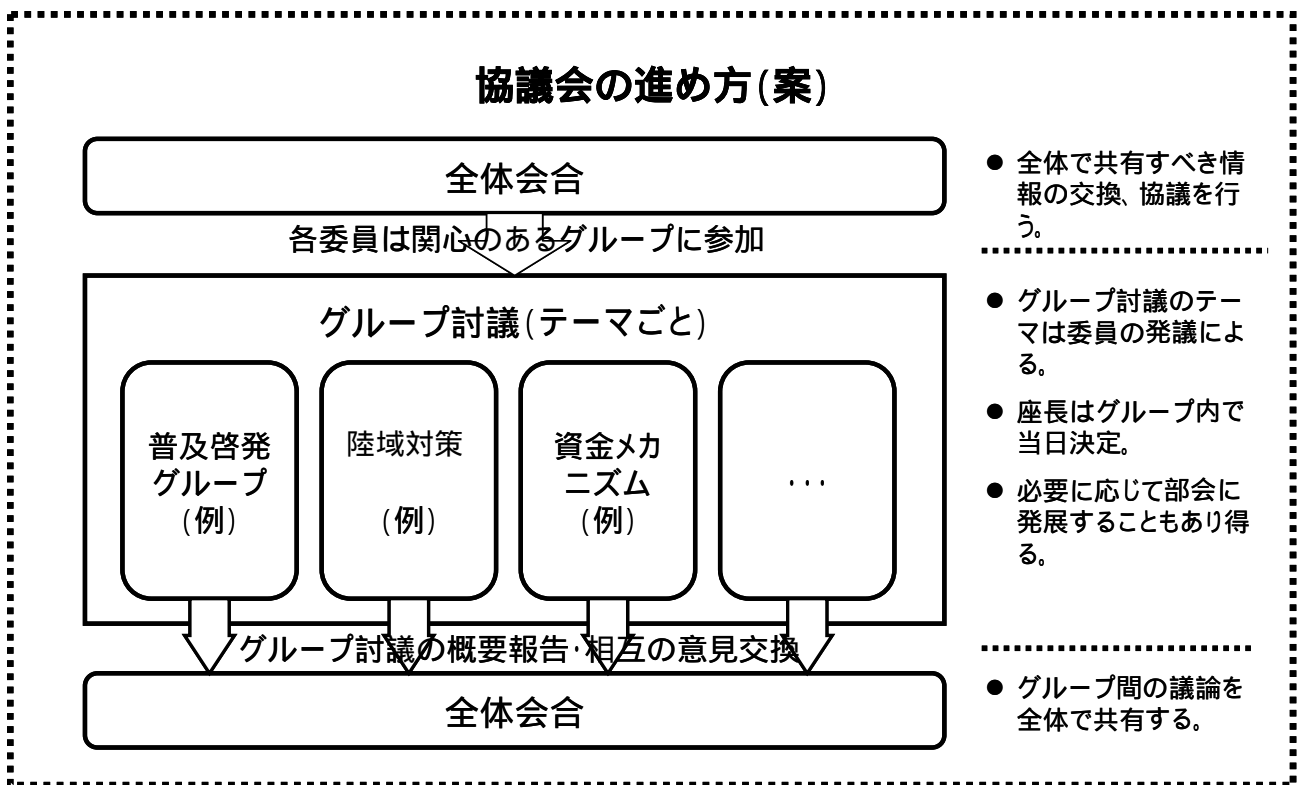 協議会の進め方(案)
全体会合
各委員は関心のあるグループに参加
グループ討議(テーマごと)
普及啓発
グループ
(例)
陸域対策
(例)
資金メカ
ニズム
(例)
・・・
グループ討議の概要報告・相互の意見交換
全体会合
● 全体で共有すべき情
報の交換、協議を行
う。
● グループ討議のテー
マは委員の発議によ
る。
● 座長はグループ内で
当日決定。
● 必要に応じて部会に
発展することもあり得
る。
● グループ間の議論を
全体で共有する。